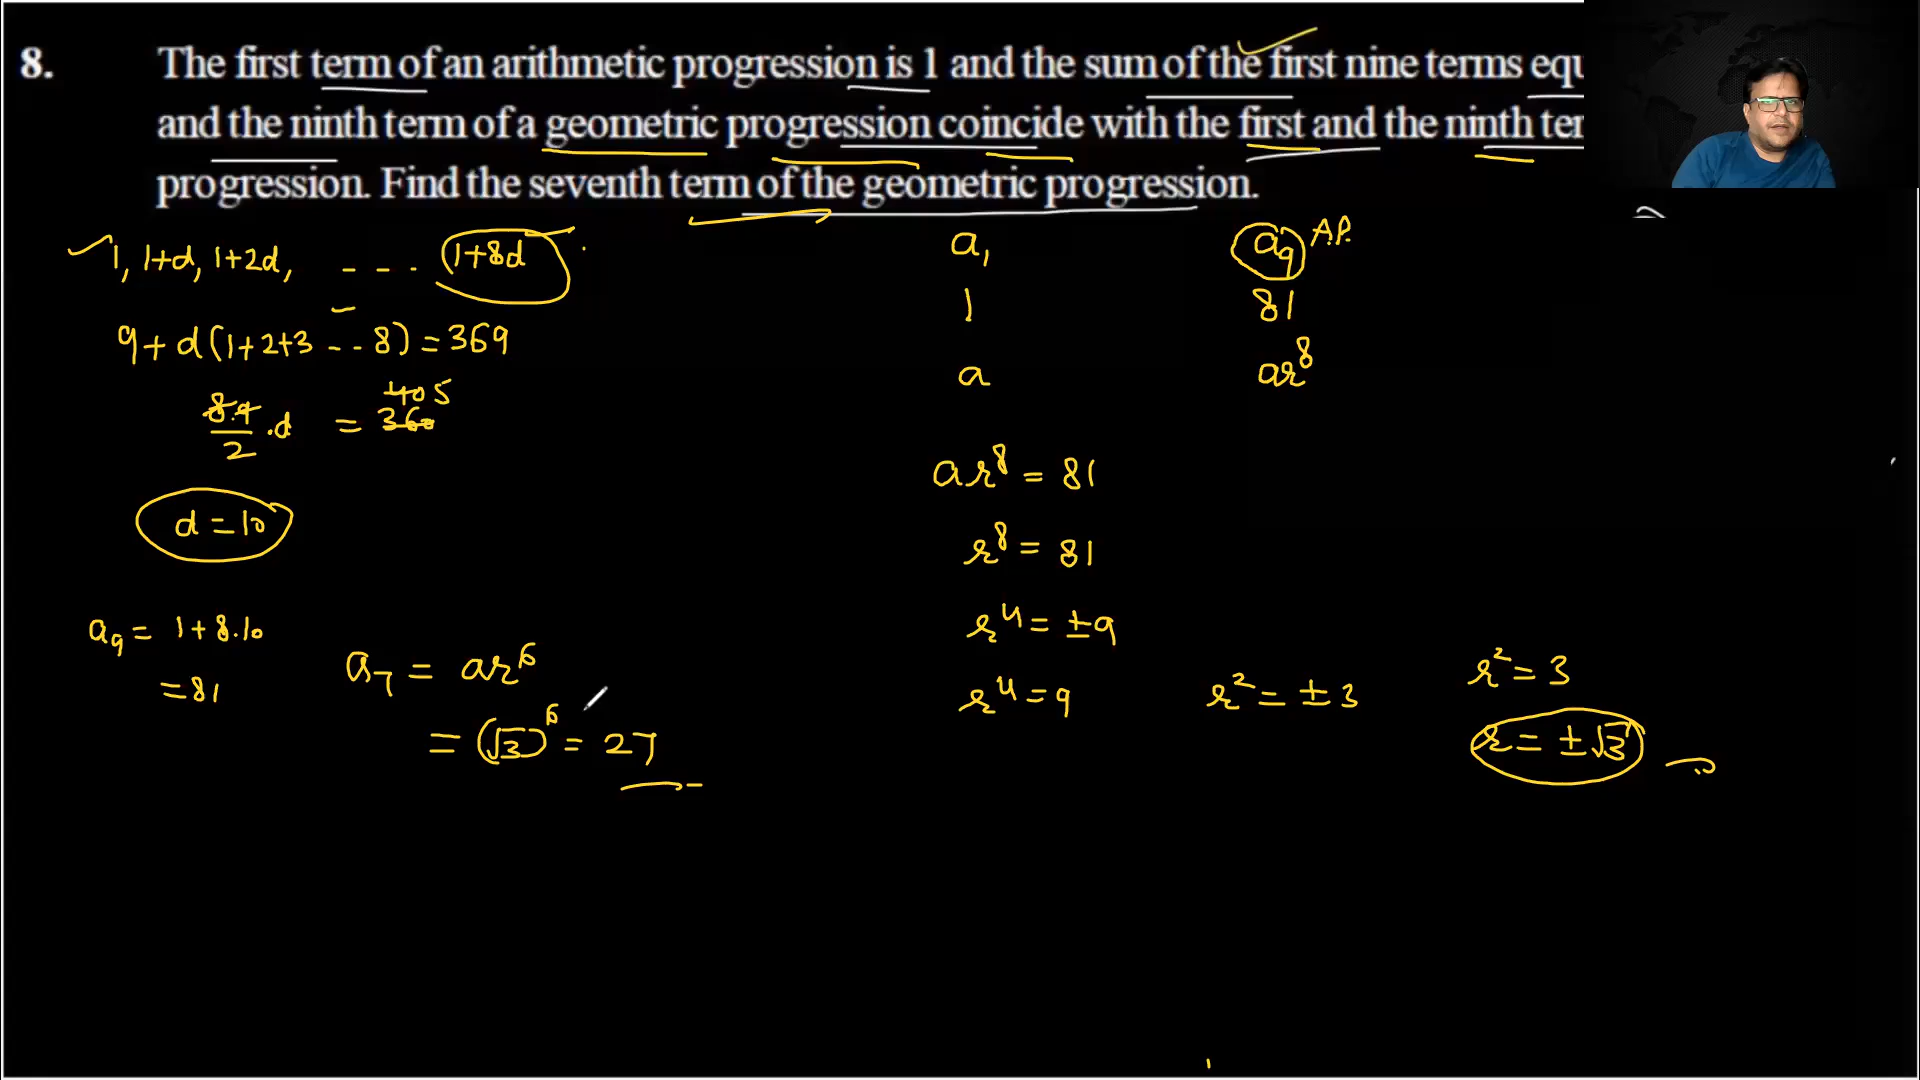 8. The first term of an arithmetic progression is 1 and the sum of the first nine terms equ
and the ninth term of a geometric progression coincide with the first and the ninth ter
progression. Find the seventh term of the geometric progression.
1, 1+d, 1+2d, - - - . 1+8d
9 + d(1+2+3 - - 8) = 369
8.9/2 .d = 360
40 5
d = 10
a₉ = 1 + 8.10
= 81
a₇ = ar⁶
= (√3)⁶ = 27
a₁ a₉ A.P.
1 81
a ar⁸
ar⁸ = 81
r⁸ = 81
r⁴ = ±9
r⁴ = 9 r² = ±3 r² = 3
r = ±√3